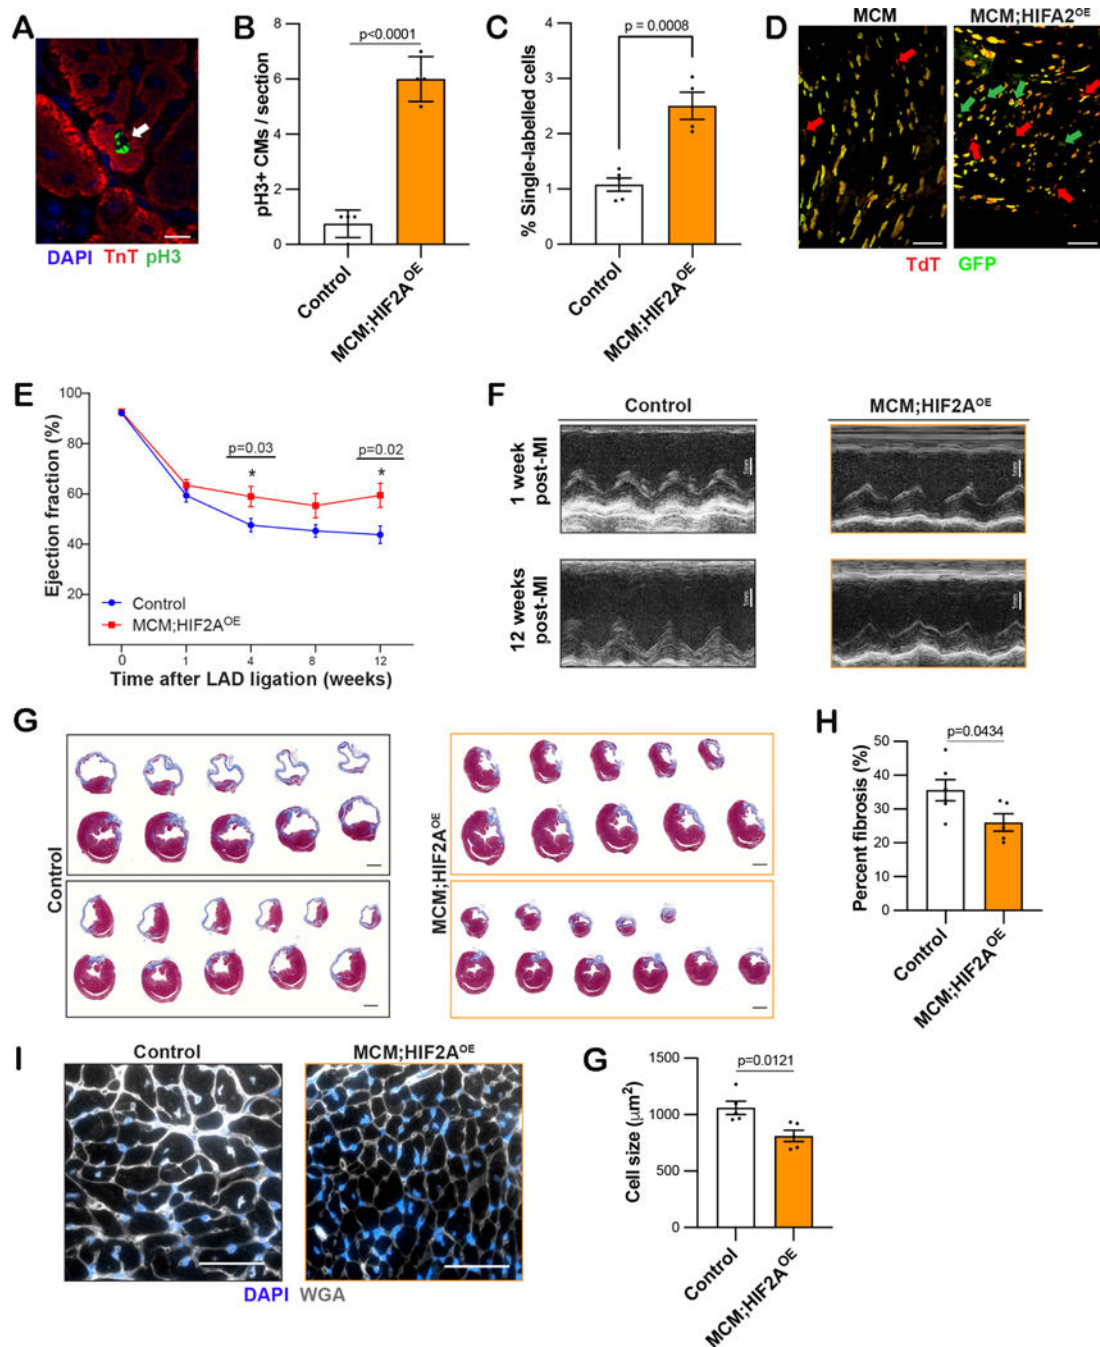 A
DAPI TnT pH3
B
p<0.0001
pH3+ CMs / section
8
6
4
2
0
Control
MCM;HIF2A^OE
C
p = 0.0008
% Single-labelled cells
4
3
2
1
0
Control
MCM;HIF2A^OE
D
MCM
MCM;HIFA2^OE
TdT GFP
E
Ejection fraction (%)
100
80
60
40
20
p=0.03
*
p=0.02
*
Control
MCM;HIF2A^OE
0 1 4 8 12
Time after LAD ligation (weeks)
F
Control
MCM;HIF2A^OE
1 week
post-MI
1mm
1mm
12 weeks
post-MI
1mm
1mm
G
Control
MCM;HIF2A^OE
H
p=0.0434
Percent fibrosis (%)
50
40
30
20
10
0
Control
MCM;HIF2A^OE
I
Control
MCM;HIF2A^OE
DAPI WGA
G
p=0.0121
Cell size (µm²)
1500
1000
500
0
Control
MCM;HIF2A^OE